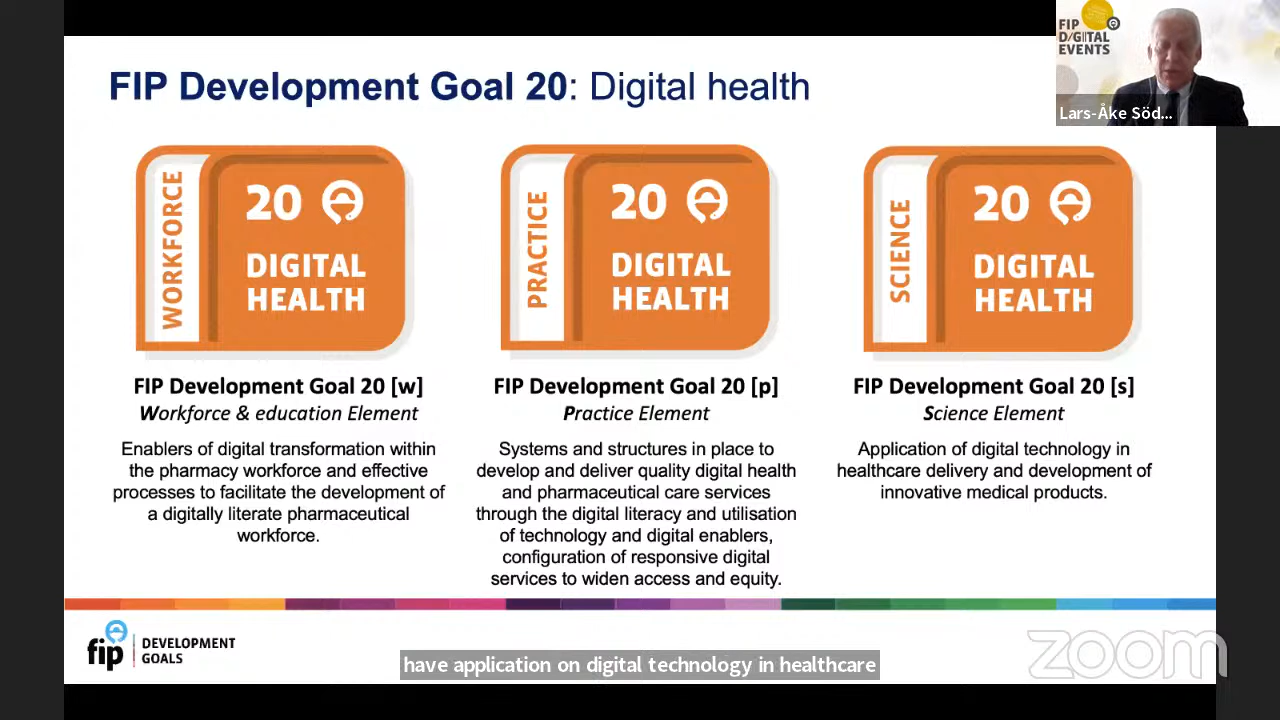 FIP Development Goal 20: Digital health
FIP
DIGITAL
EVENTS
Lars-Åke Söd...
WORKFORCE
20
DIGITAL
HEALTH
PRACTICE
20
DIGITAL
HEALTH
SCIENCE
20
DIGITAL
HEALTH
FIP Development Goal 20 [w]
Workforce & education Element
Enablers of digital transformation within
the pharmacy workforce and effective
processes to facilitate the development of
a digitally literate pharmaceutical
workforce.
FIP Development Goal 20 [p]
Practice Element
Systems and structures in place to
develop and deliver quality digital health
and pharmaceutical care services
through the digital literacy and utilisation
of technology and digital enablers,
configuration of responsive digital
services to widen access and equity.
FIP Development Goal 20 [s]
Science Element
Application of digital technology in
healthcare delivery and development of
innovative medical products.
fip
DEVELOPMENT
GOALS
have application on digital technology in healthcare
zoom